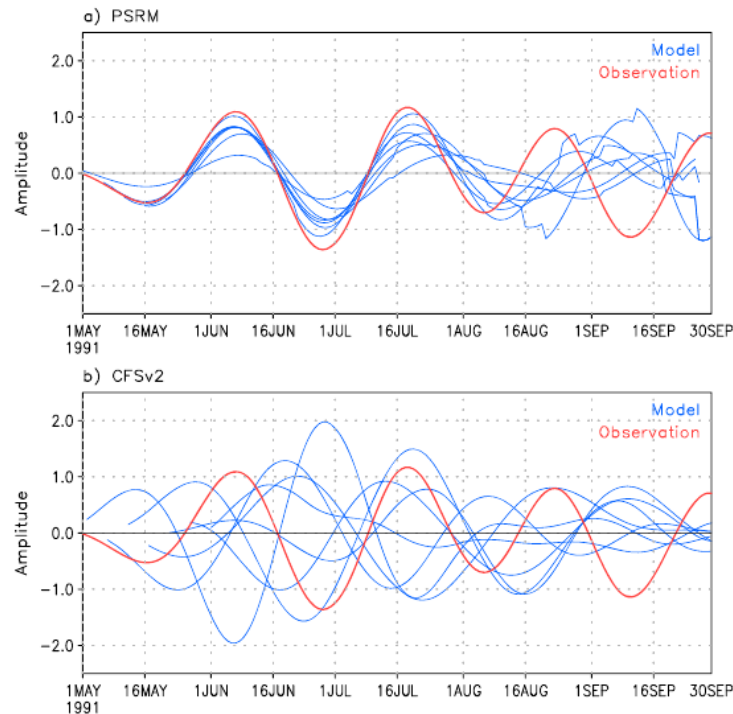 a) PSRM
Model
Observation
Amplitude
2.0
1.0
0.0
−1.0
−2.0
1MAY 16MAY 1JUN 16JUN 1JUL 16JUL 1AUG 16AUG 1SEP 16SEP 30SEP
1991
b) CFSv2
Model
Observation
Amplitude
2.0
1.0
0.0
−1.0
−2.0
1MAY 16MAY 1JUN 16JUN 1JUL 16JUL 1AUG 16AUG 1SEP 16SEP 30SEP
1991